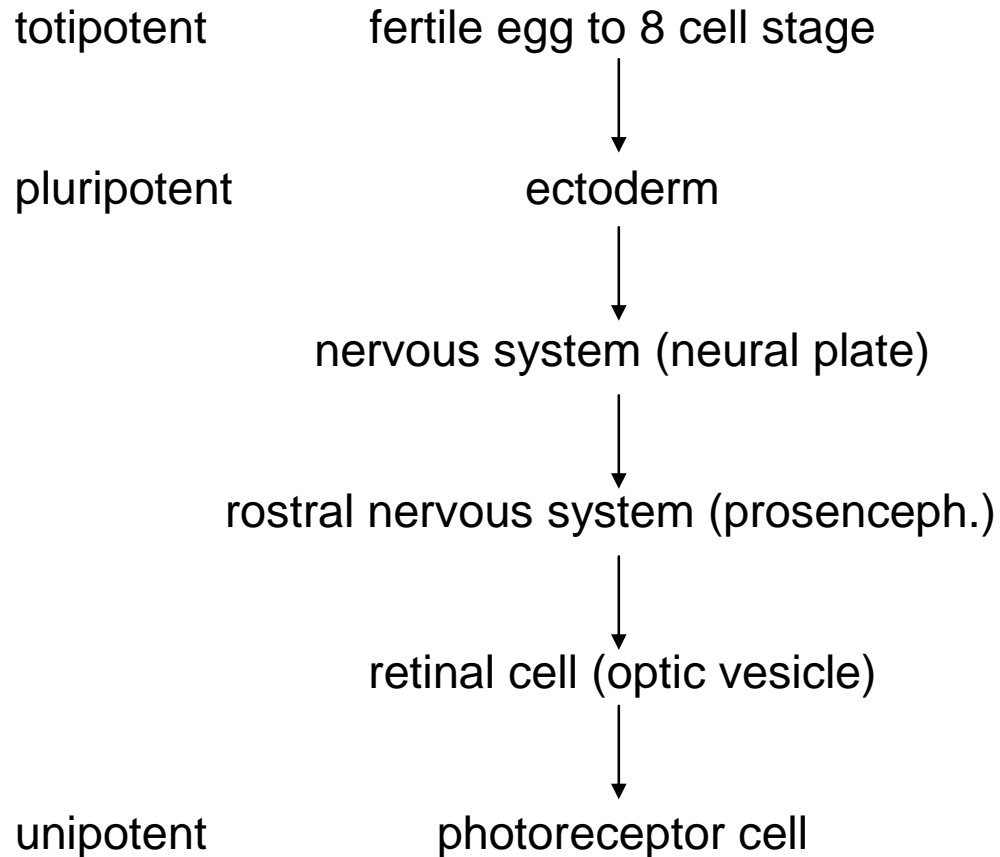 totipotent fertile egg to 8 cell stage
pluripotent ectoderm
nervous system (neural plate)
rostral nervous system (prosenceph.)
retinal cell (optic vesicle)
unipotent photoreceptor cell